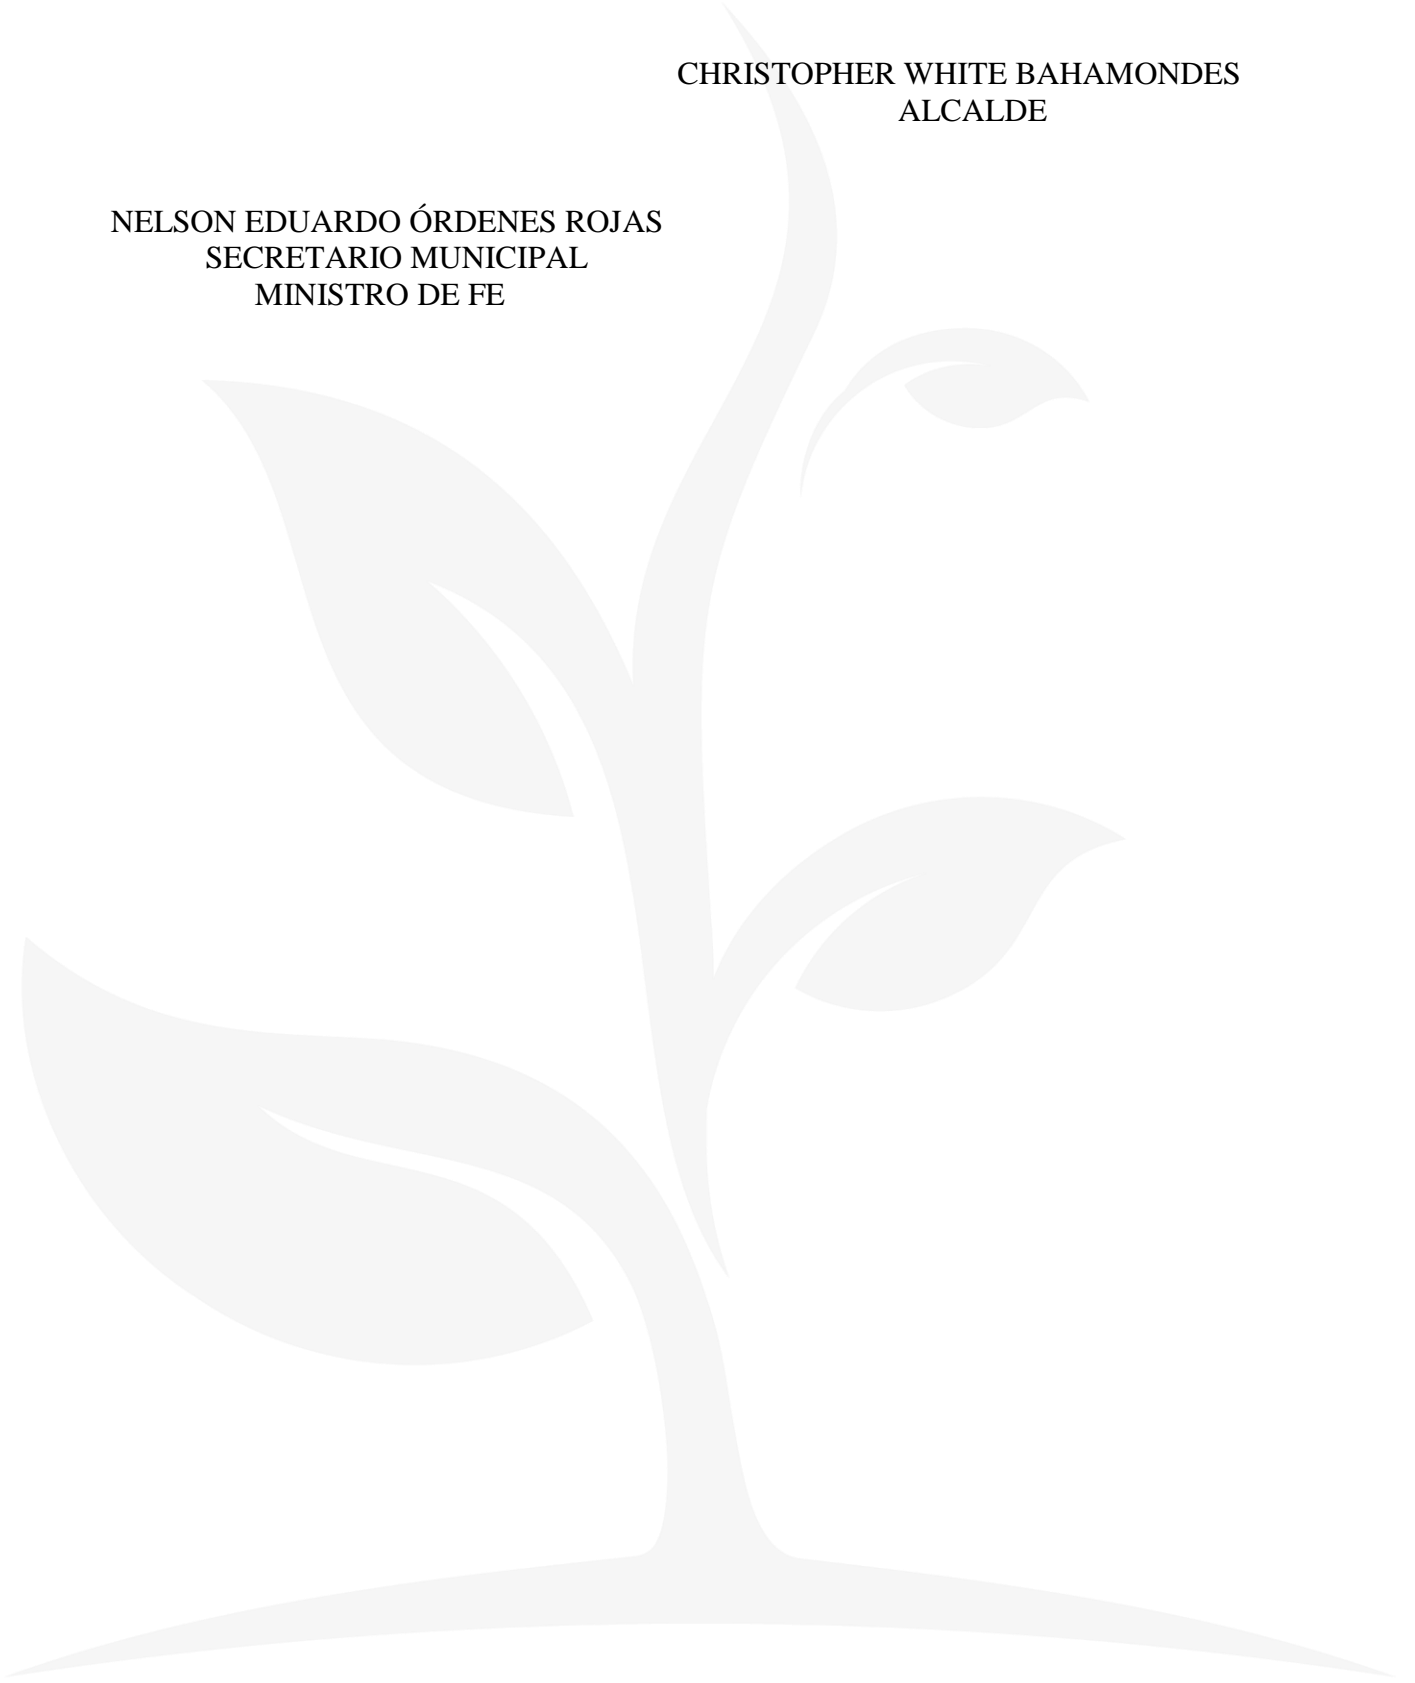 CHRISTOPHER WHITE BAHAMONDES
ALCALDE
NELSON EDUARDO ÓRDENES ROJAS
SECRETARIO MUNICIPAL
MINISTRO DE FE